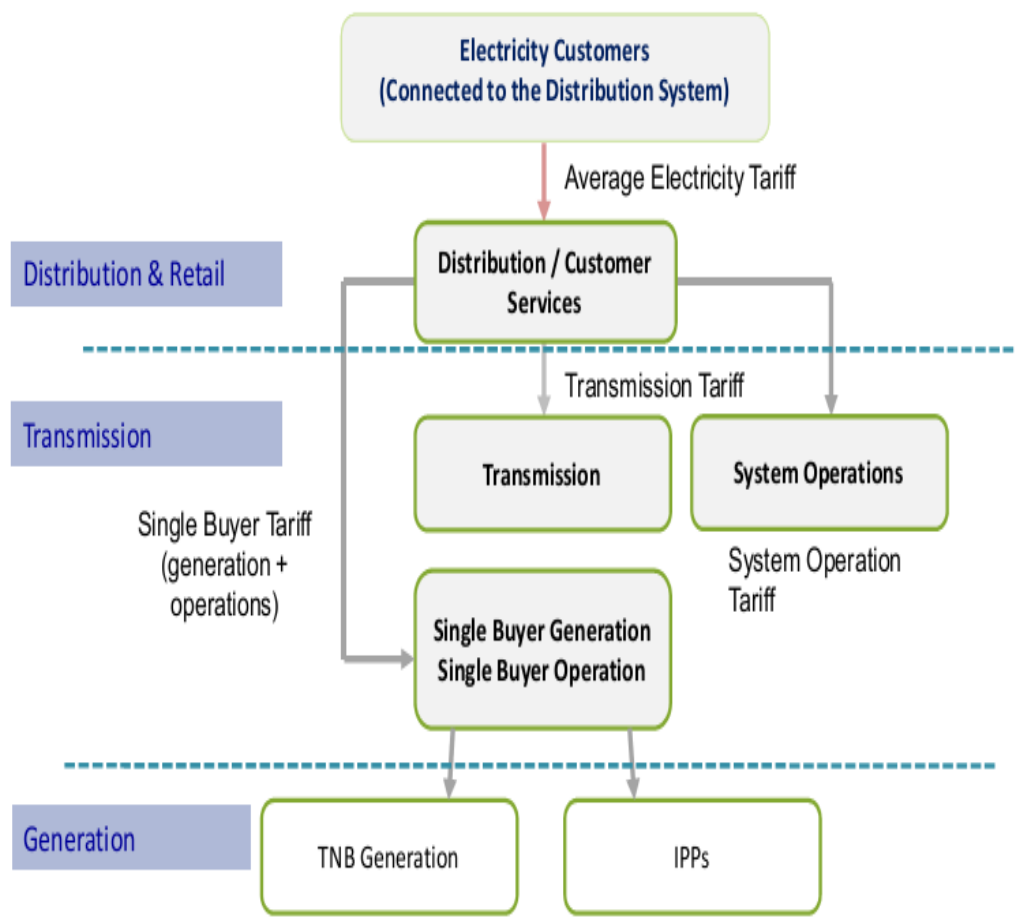 Electricity Customers
(Connected to the Distribution System)
Average Electricity Tariff
Distribution & Retail
Distribution / Customer
Services
Transmission Tariff
Transmission
Transmission
System Operations
Single Buyer Tariff
(generation +
operations)
System Operation
Tariff
Single Buyer Generation
Single Buyer Operation
Generation
TNB Generation
IPPs